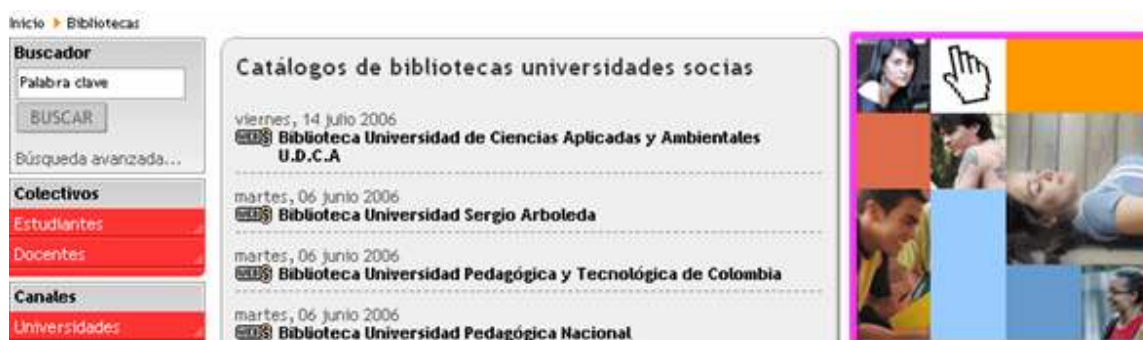 Inicio Bibliotecas
Buscador
Palabra clave
BUSCAR
Búsqueda avanzada...
Colectivos
Estudiantes
Docentes
Canales
Universidades
Catálogos de bibliotecas universidades socias
viernes, 14 julio 2006
Biblioteca Universidad de Ciencias Aplicadas y Ambientales
U.D.C.A
martes, 06 junio 2006
Biblioteca Universidad Sergio Arboleda
martes, 06 junio 2006
Biblioteca Universidad Pedagógica y Tecnológica de Colombia
martes, 06 junio 2006
Biblioteca Universidad Pedagógica Nacional